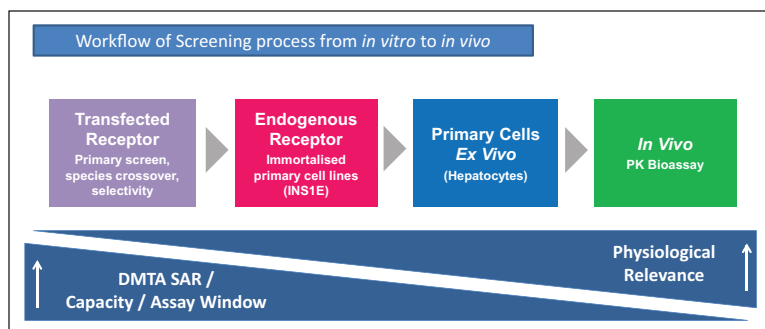 Workflow of Screening process from in vitro to in vivo
Transfected
Receptor
Primary screen,
species crossover,
selectivity
Endogenous
Receptor
Immortalised
primary cell lines
(INS1E)
Primary Cells
Ex Vivo
(Hepatocytes)
In Vivo
PK Bioassay
DMTA SAR /
Capacity / Assay Window
Physiological
Relevance